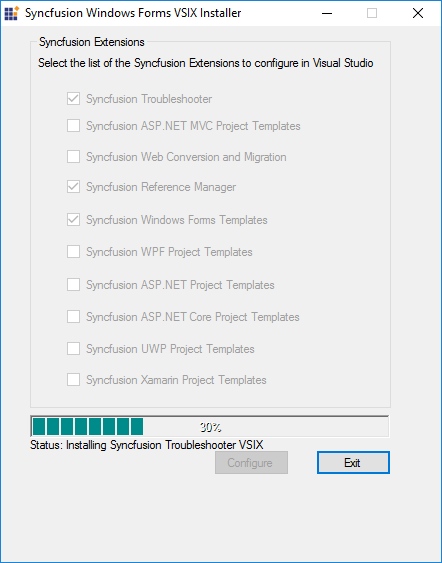 Syncfusion Windows Forms VSIX Installer
Syncfusion Extensions
Select the list of the Syncfusion Extensions to configure in Visual Studio
Syncfusion Troubleshooter
Syncfusion ASP.NET MVC Project Templates
Syncfusion Web Conversion and Migration
Syncfusion Reference Manager
Syncfusion Windows Forms Templates
Syncfusion WPF Project Templates
Syncfusion ASP.NET Project Templates
Syncfusion ASP.NET Core Project Templates
Syncfusion UWP Project Templates
Syncfusion Xamarin Project Templates
30%
Status: Installing Syncfusion Troubleshooter VSIX
Configure Exit